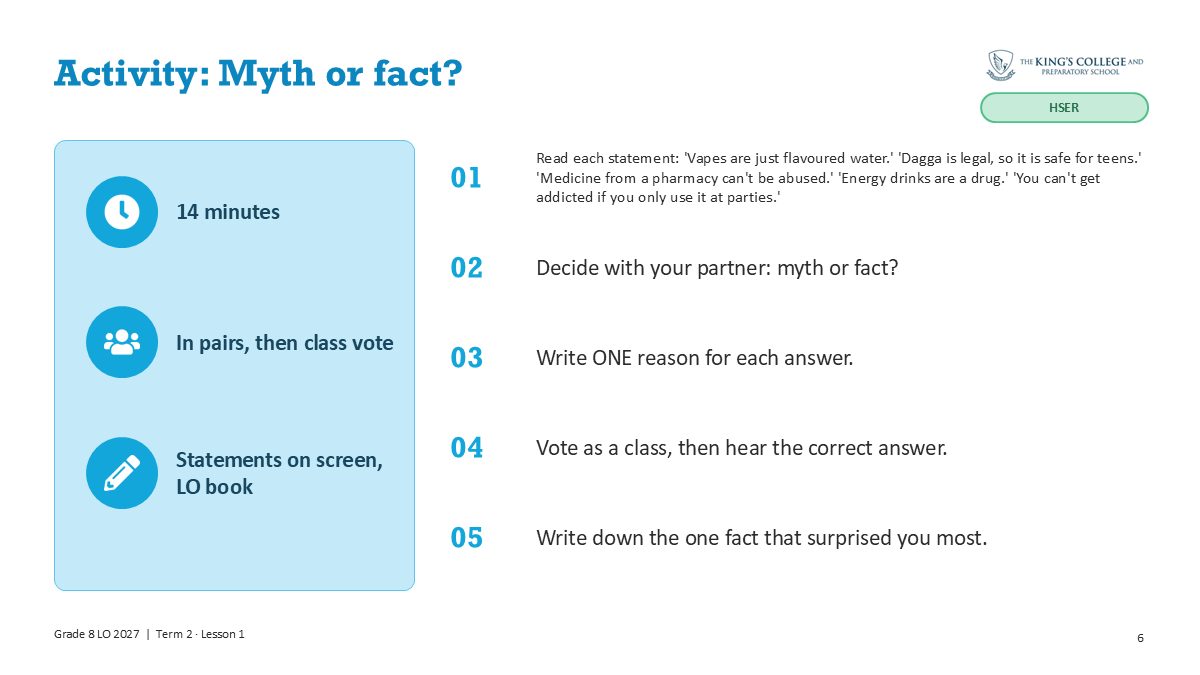 Activity: Myth or fact?
THE KING'S COLLEGE AND
PREPARATORY SCHOOL
HSER
14 minutes
In pairs, then class vote
Statements on screen,
LO book
01
Read each statement: 'Vapes are just flavoured water.' 'Dagga is legal, so it is safe for teens.'
'Medicine from a pharmacy can't be abused.' 'Energy drinks are a drug.' 'You can't get
addicted if you only use it at parties.'
02
Decide with your partner: myth or fact?
03
Write ONE reason for each answer.
04
Vote as a class, then hear the correct answer.
05
Write down the one fact that surprised you most.
Grade 8 LO 2027 | Term 2 · Lesson 1
6